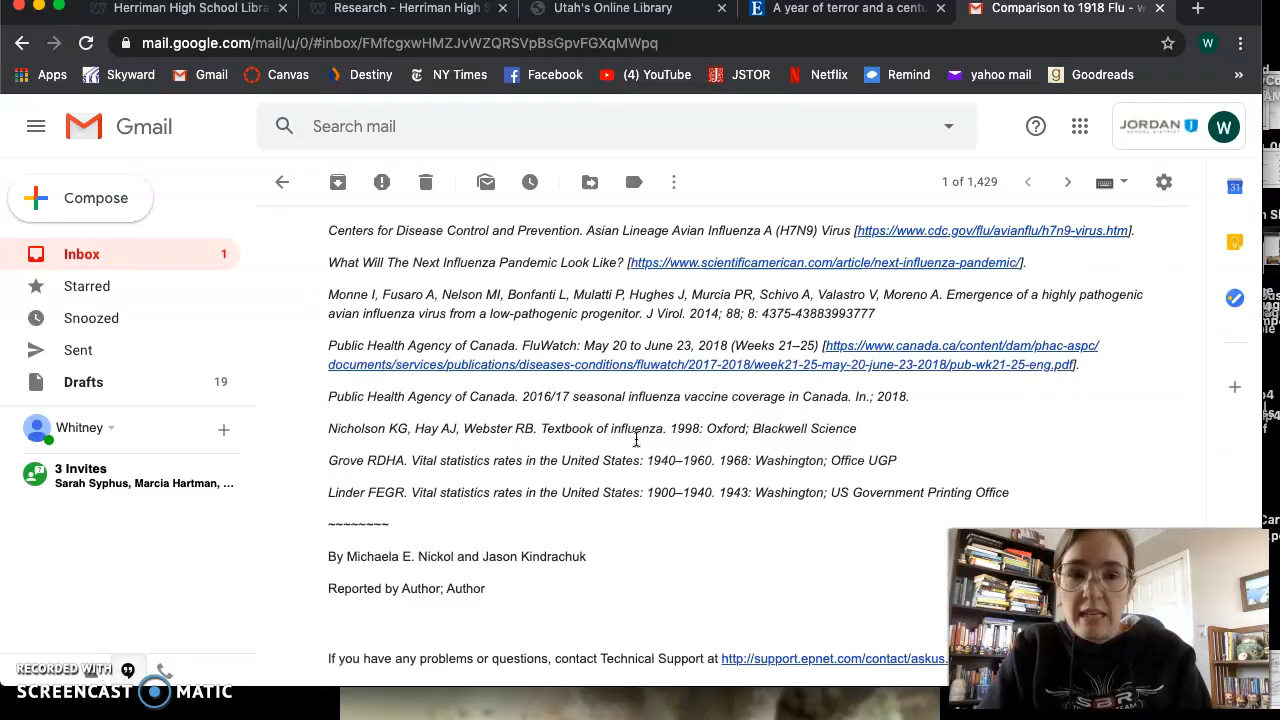 Herriman High School Libra
Research - Herriman High S
Utah's Online Library
A year of terror and a centu
Comparison to 1918 Flu - w
mail.google.com/mail/u/0/#inbox/FMfcgxwHMZJvWZQRSVpBsGpvFGXqMWpq
W
Apps
Skyward
Gmail
Canvas
Destiny
NY Times
Facebook
(4) YouTube
JSTOR
Netflix
Remind
yahoo mail
Goodreads
»
Gmail
Search mail
JORDAN
SCHOOL DISTRICT
W
Compose
1 of 1,429
31
Inbox 1
Starred
Snoozed
Sent
Drafts 19
Whitney
3 Invites
Sarah Syphus, Marcia Hartman, ...
Centers for Disease Control and Prevention. Asian Lineage Avian Influenza A (H7N9) Virus [https://www.cdc.gov/flu/avianflu/h7n9-virus.htm].
What Will The Next Influenza Pandemic Look Like? [https://www.scientificamerican.com/article/next-influenza-pandemic/].
Monne I, Fusaro A, Nelson MI, Bonfanti L, Mulatti P, Hughes J, Murcia PR, Schivo A, Valastro V, Moreno A. Emergence of a highly pathogenic
avian influenza virus from a low-pathogenic progenitor. J Virol. 2014; 88; 8: 4375-43883993777
Public Health Agency of Canada. FluWatch: May 20 to June 23, 2018 (Weeks 21–25) [https://www.canada.ca/content/dam/phac-aspc/
documents/services/publications/diseases-conditions/fluwatch/2017-2018/week21-25-may-20-june-23-2018/pub-wk21-25-eng.pdf].
Public Health Agency of Canada. 2016/17 seasonal influenza vaccine coverage in Canada. In.; 2018.
Nicholson KG, Hay AJ, Webster RB. Textbook of influenza. 1998: Oxford; Blackwell Science
Grove RDHA. Vital statistics rates in the United States: 1940–1960. 1968: Washington; Office UGP
Linder FEGR. Vital statistics rates in the United States: 1900–1940. 1943: Washington; US Government Printing Office
~~~~~~~~
By Michaela E. Nickol and Jason Kindrachuk
Reported by Author; Author
If you have any problems or questions, contact Technical Support at http://support.epnet.com/contact/askus.
RECORDED WITH
SCREENCAST MATIC